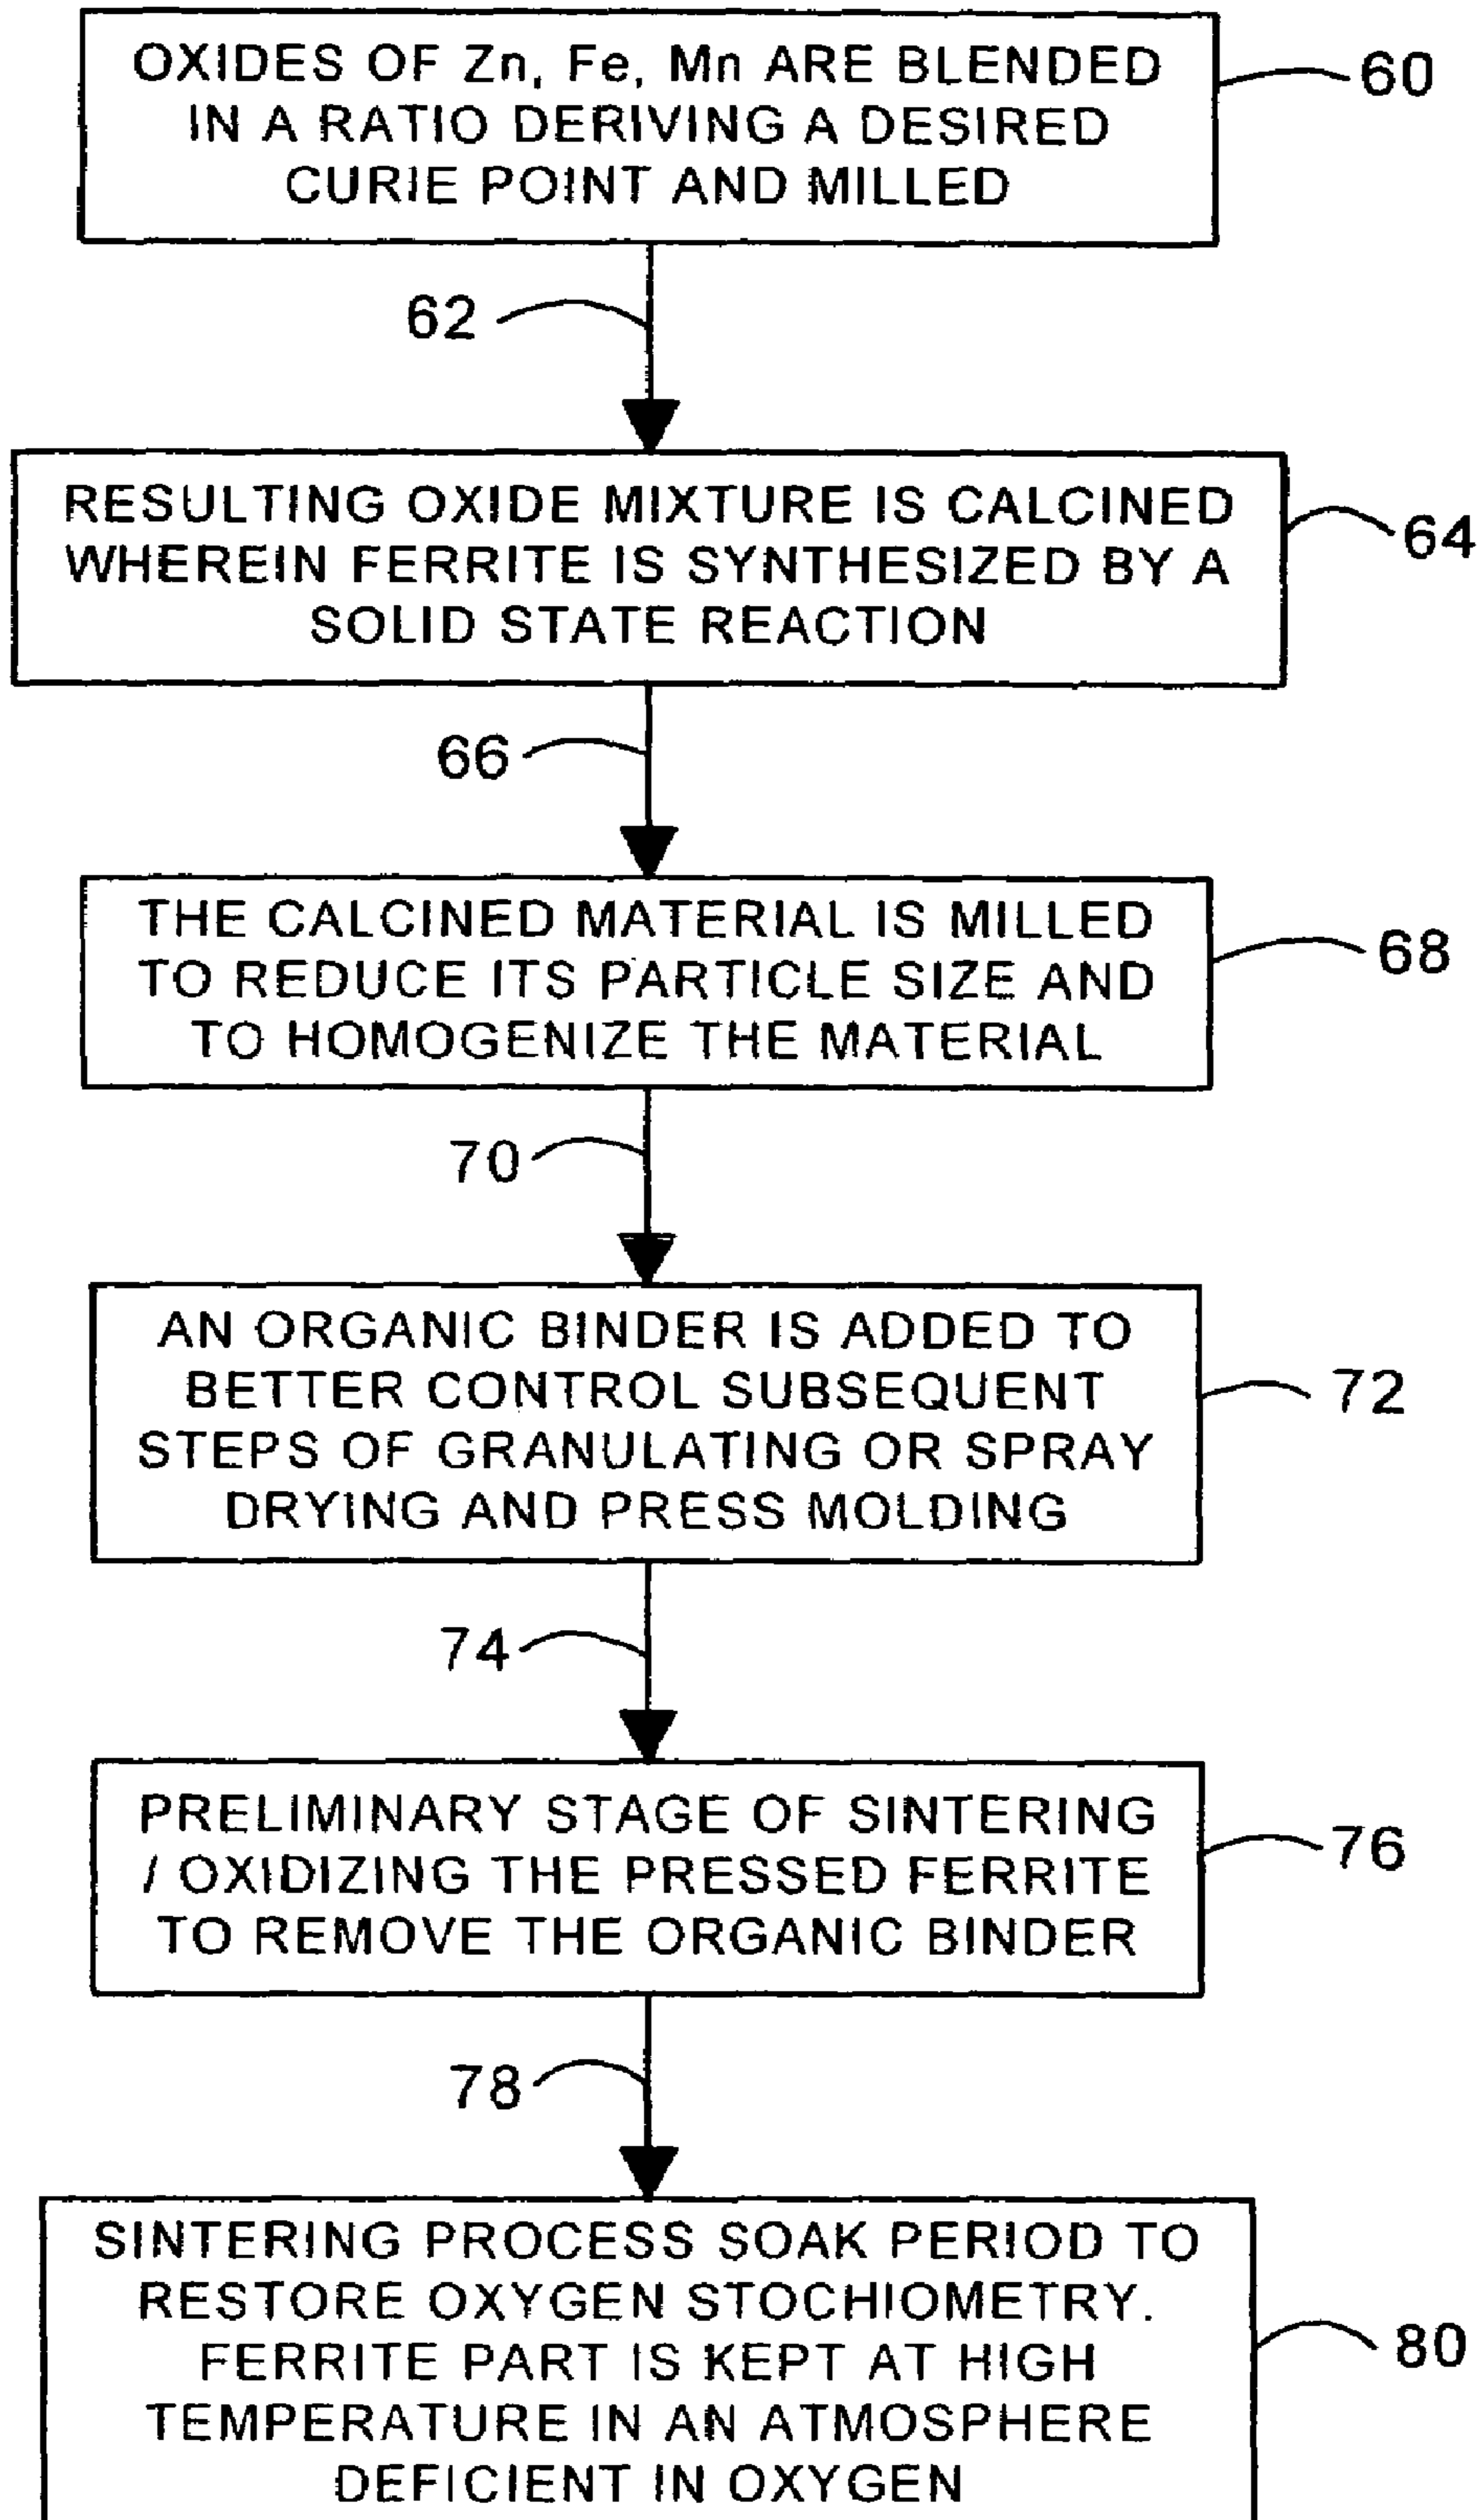 OXIDES OF Zn, Fe, Mn ARE BLENDED
IN A RATIO DERIVING A DESIRED
CURIE POINT AND MILLED
60
62
RESULTING OXIDE MIXTURE IS CALCINED
WHEREIN FERRITE IS SYNTHESIZED BY A
SOLID STATE REACTION
64
66
THE CALCINED MATERIAL IS MILLED
TO REDUCE ITS PARTICLE SIZE AND
TO HOMOGENIZE THE MATERIAL
68
70
AN ORGANIC BINDER IS ADDED TO
BETTER CONTROL SUBSEQUENT
STEPS OF GRANULATING OR SPRAY
DRYING AND PRESS MOLDING
72
74
PRELIMINARY STAGE OF SINTERING
/ OXIDIZING THE PRESSED FERRITE
TO REMOVE THE ORGANIC BINDER
76
78
SINTERING PROCESS SOAK PERIOD TO
RESTORE OXYGEN STOCHIOMETRY.
FERRITE PART IS KEPT AT HIGH
TEMPERATURE IN AN ATMOSPHERE
DEFICIENT IN OXYGEN
80